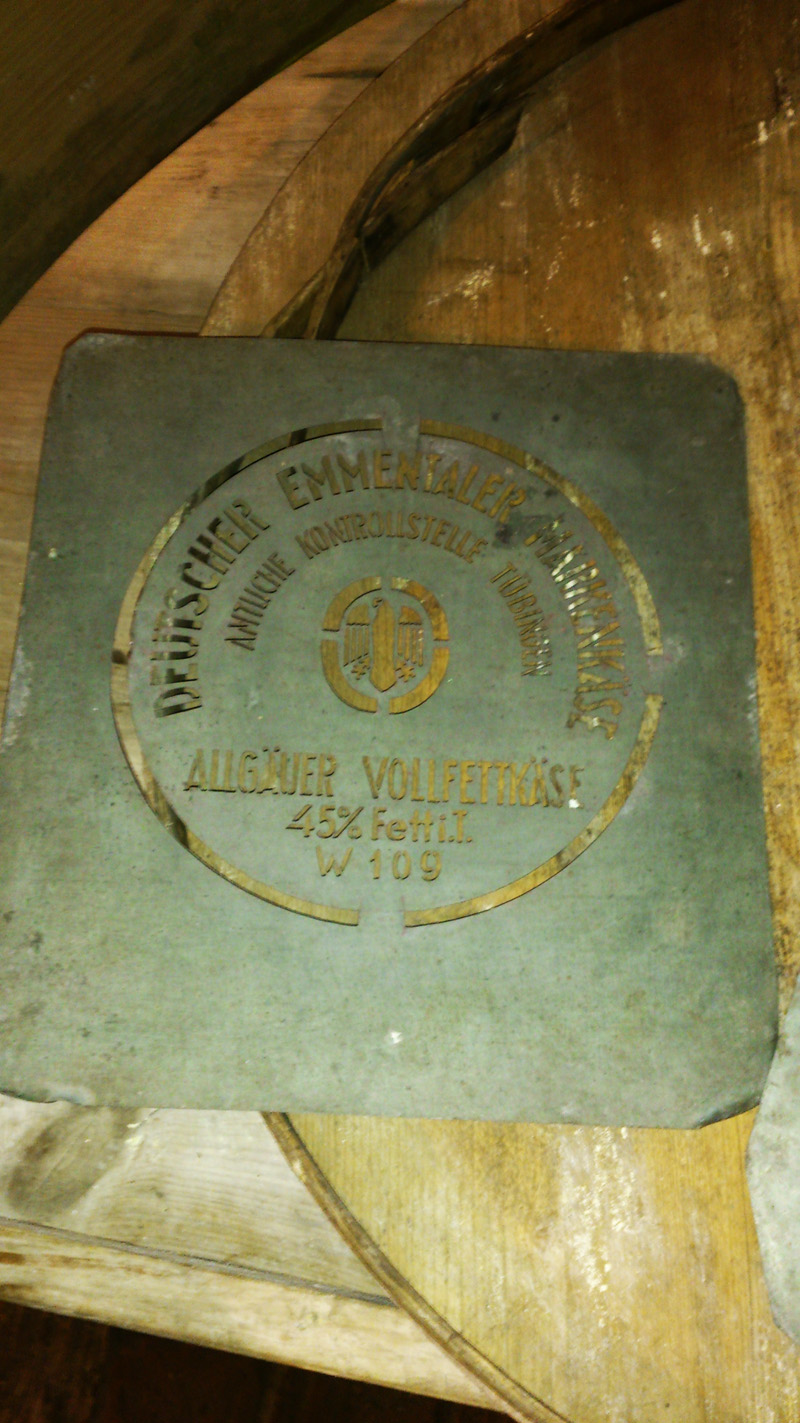 DEUTSCHER EMMENTALER MARKENKÄSE
AMTLICHE KONTROLLSTELLE TÜBINGEN
ALLGÄUER VOLLFETTKÄSE
45% Fett i.T.
W 109